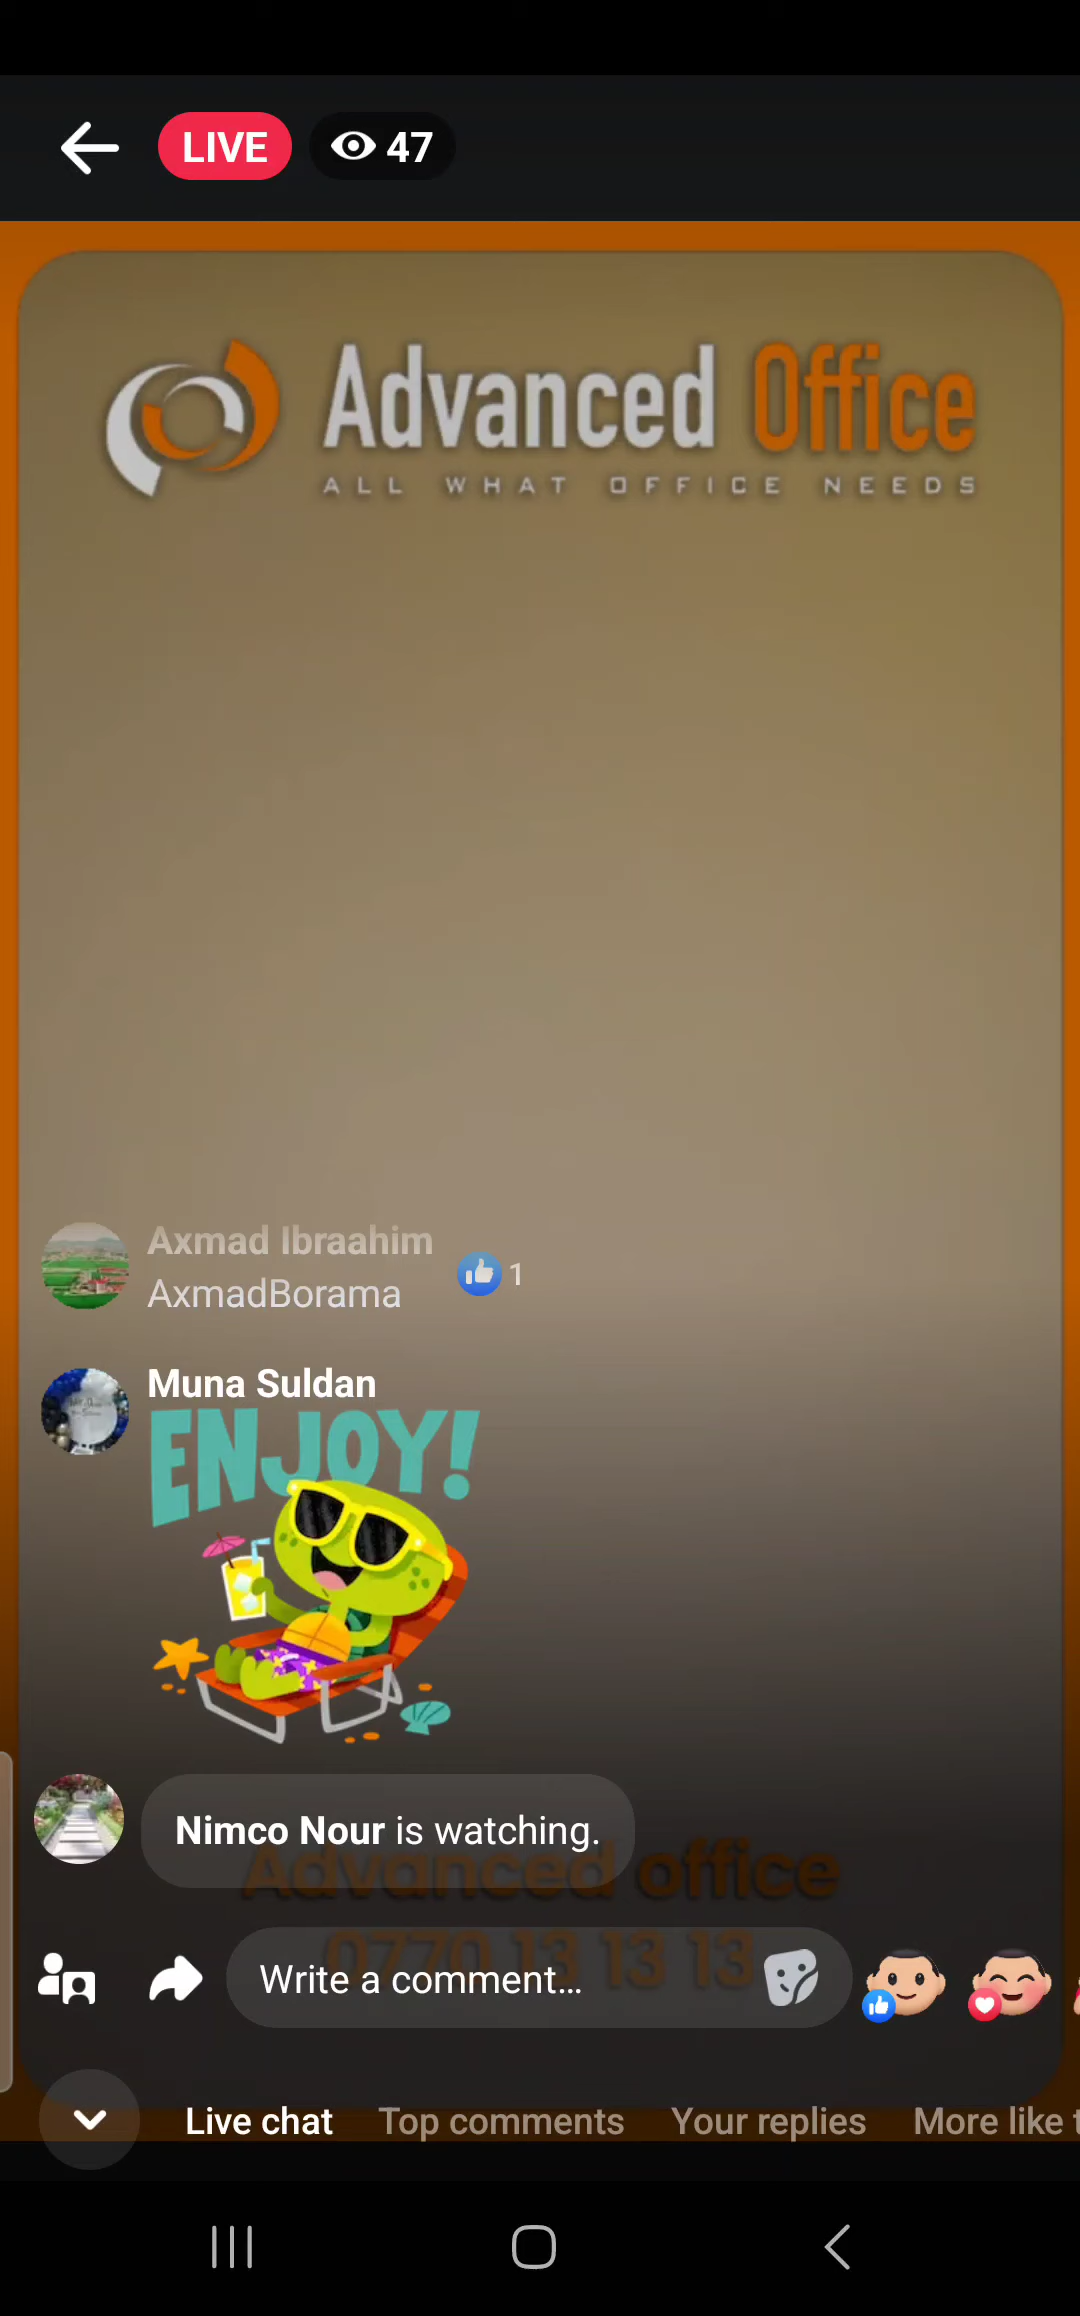 LIVE
47
Advanced Office
ALL WHAT OFFICE NEEDS
Axmad Ibraahim
AxmadBorama
1
Muna Suldan
ENJOY!
Nimco Nour is watching.
Advanced office
0770 13 13 13
Write a comment...
Live chat Top comments Your replies More like t